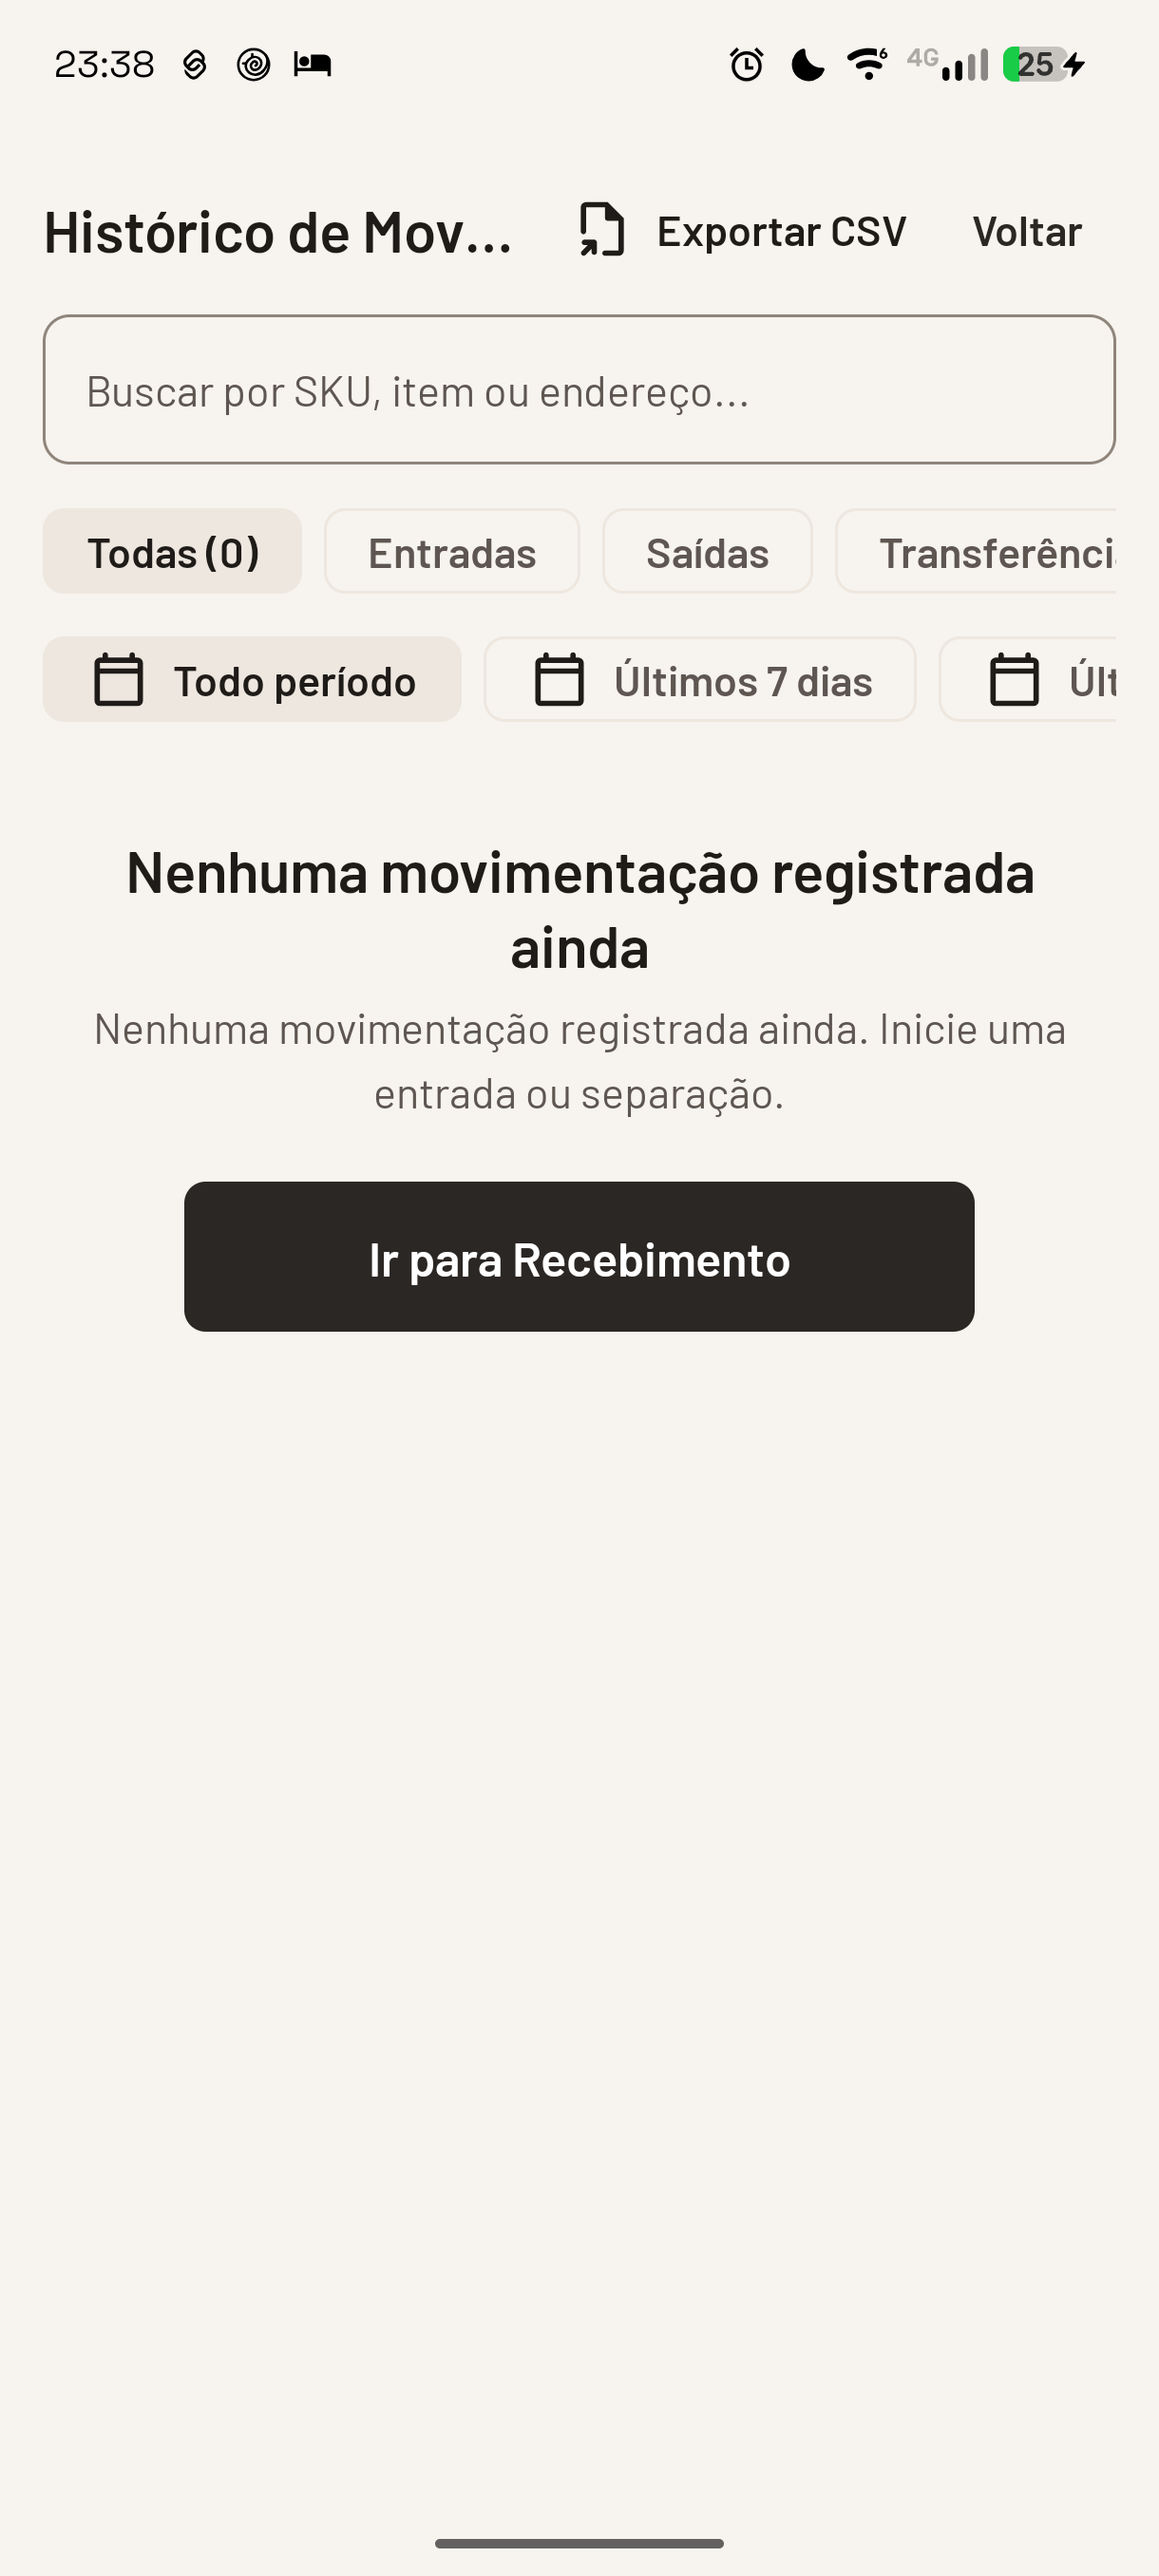 23:38
6
4G
25
Histórico de Mov...
Exportar CSV
Voltar
Buscar por SKU, item ou endereço...
Todas (0)
Entradas
Saídas
Transferênci
Todo período
Últimos 7 dias
Últ
Nenhuma movimentação registrada
ainda
Nenhuma movimentação registrada ainda. Inicie uma
entrada ou separação.
Ir para Recebimento